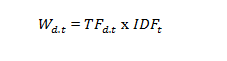 W_{d.t} = TF_{d.t} x IDF_t